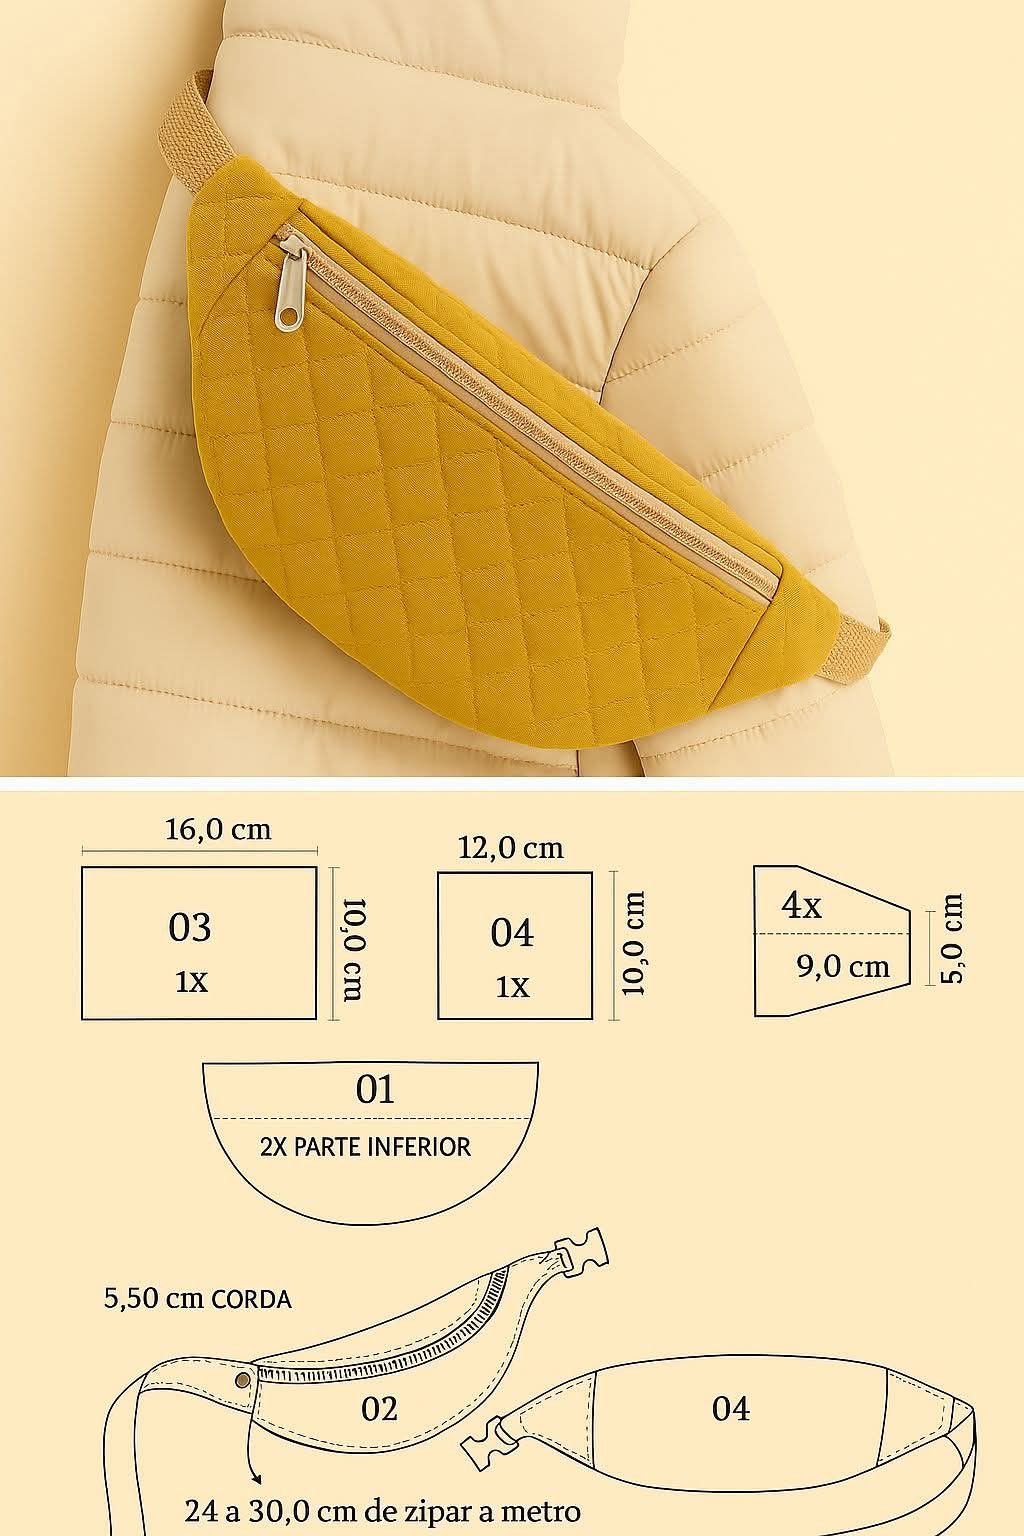 16,0 cm
03
1X
10,0 cm
12,0 cm
04
1X
10,0 cm
4x
9,0 cm
5,0 cm
01
2X PARTE INFERIOR
5,50 cm CORDA
02
04
24 a 30,0 cm de zipar a metro